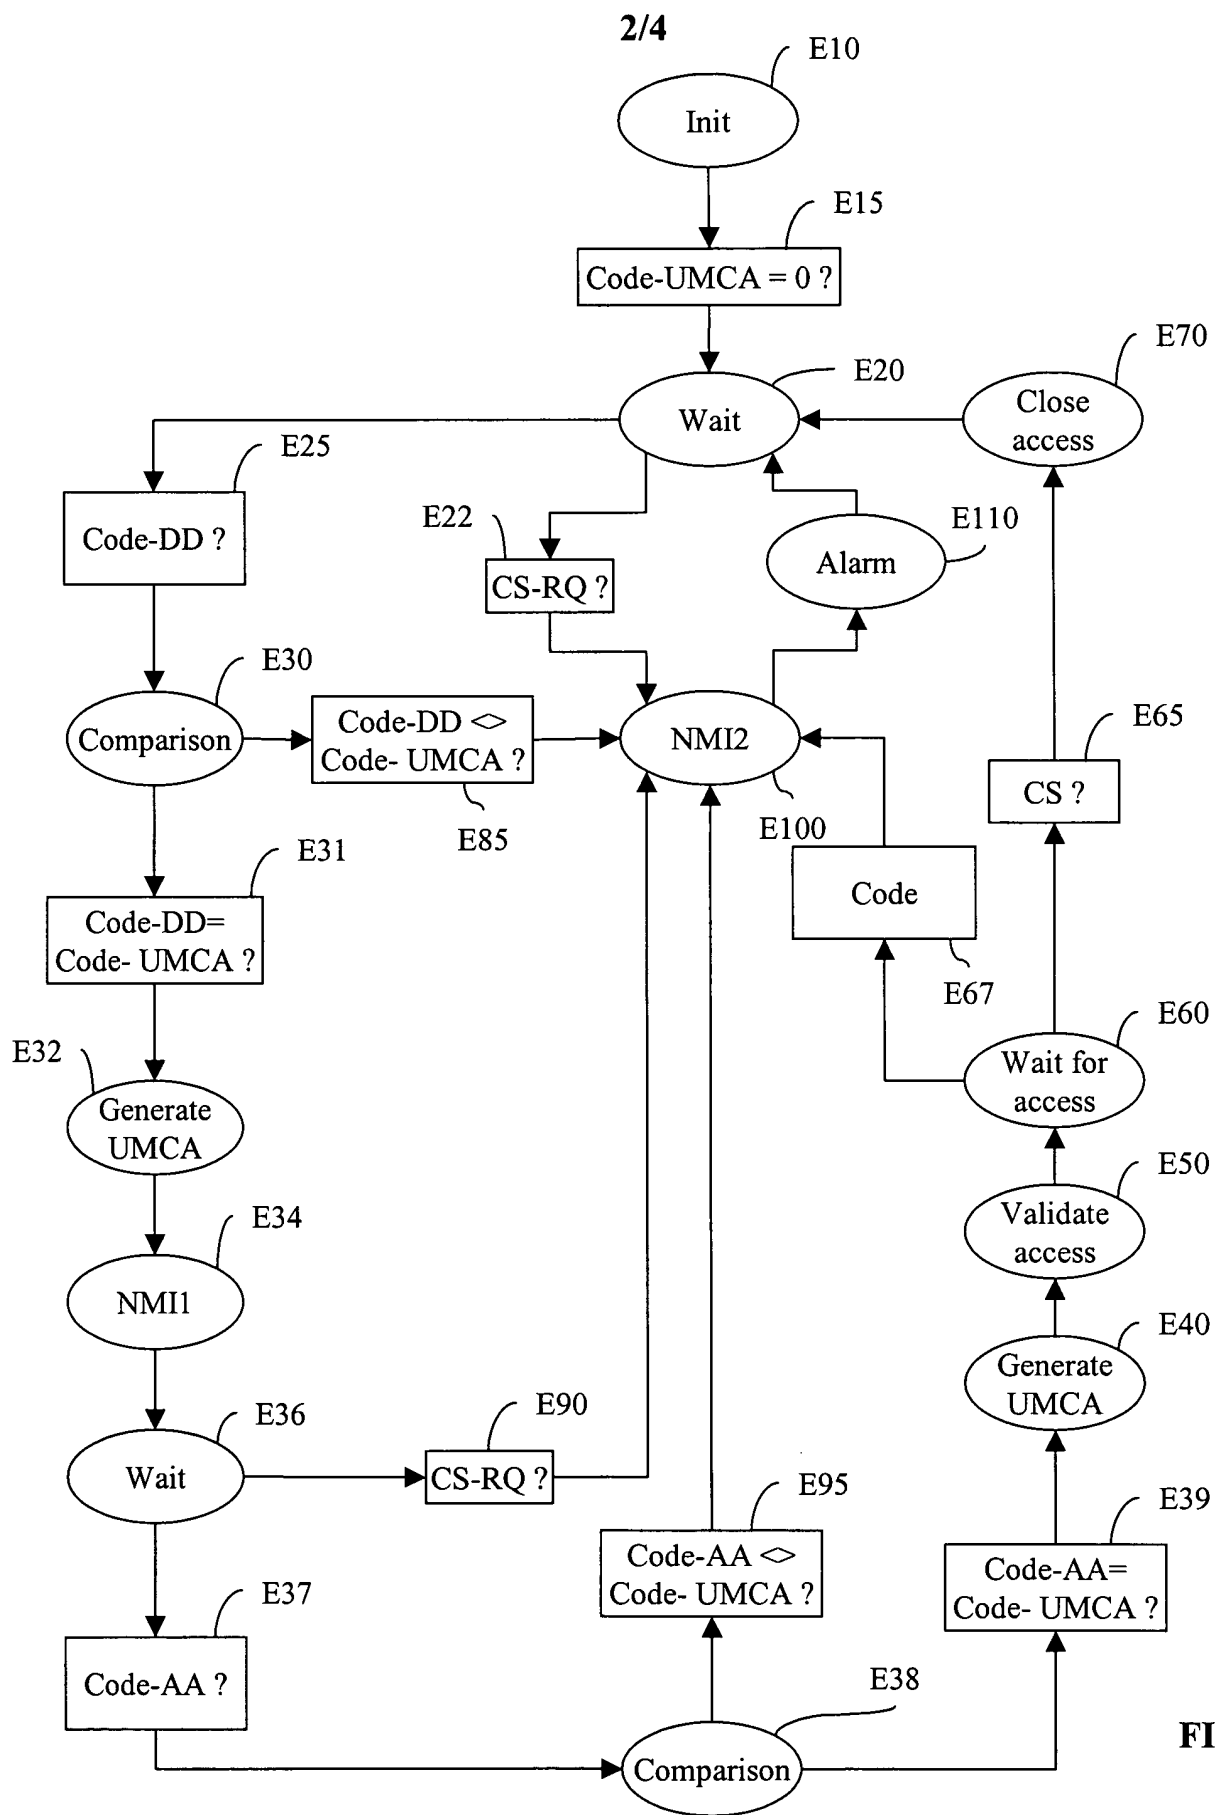 2/4
E10
Init
E15
Code-UMCA = 0 ?
E70
E20
Close
access
Wait
E25
E22
E110
Code-DD ?
Alarm
CS-RQ ?
E30
E65
Code-DD <>
Code- UMCA ?
Comparison
NMI2
CS ?
E85
E100
E31
Code
Code-DD=
Code- UMCA ?
E67
E60
E32
Wait for
access
Generate
UMCA
E50
E34
Validate
access
NMI1
E40
Generate
UMCA
E36
E90
Wait
CS-RQ ?
E95
E39
Code-AA <>
Code- UMCA ?
Code-AA=
Code- UMCA ?
E37
Code-AA ?
E38
FI
Comparison